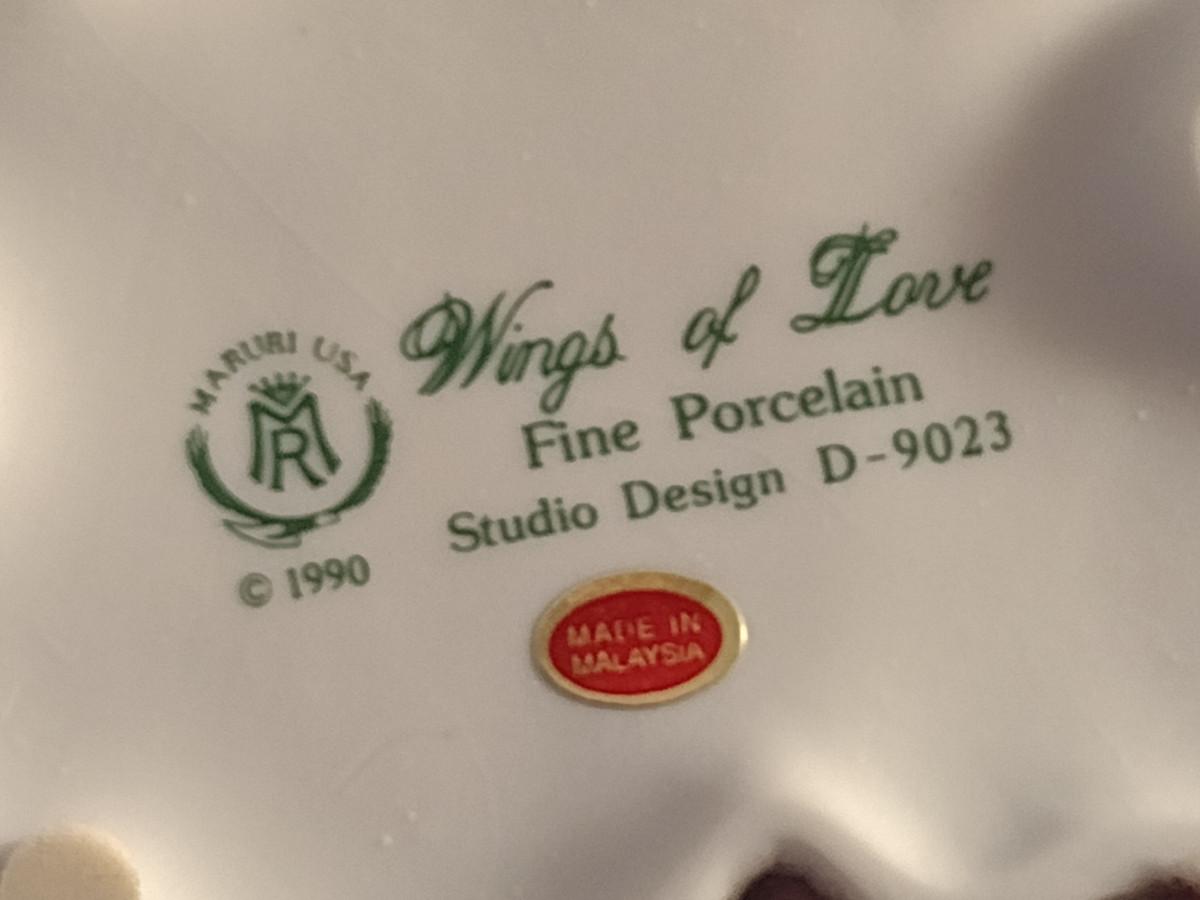 MARURI USA
MR
© 1990
Wings of Love
Fine Porcelain
Studio Design D-9023
MADE IN
MALAYSIA